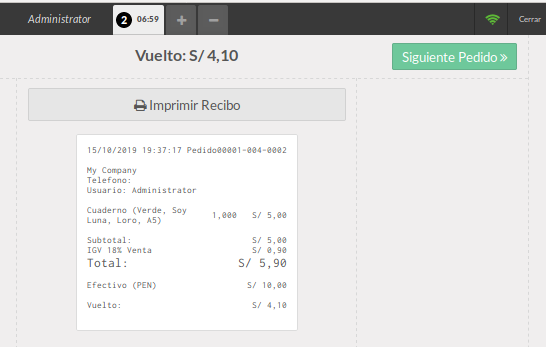 Administrator 2 06:59 + − Cerrar
Vuelto: S/ 4,10 Siguiente Pedido »
Imprimir Recibo
15/10/2019 19:37:17 Pedido00001-004-0002
My Company
Telefono:
Usuario: Administrator
Cuaderno (Verde, Soy 1,000 S/ 5,00
Luna, Loro, A5)
Subtotal: S/ 5,00
IGV 18% Venta S/ 0,90
Total: S/ 5,90
Efectivo (PEN) S/ 10,00
Vuelto: S/ 4,10